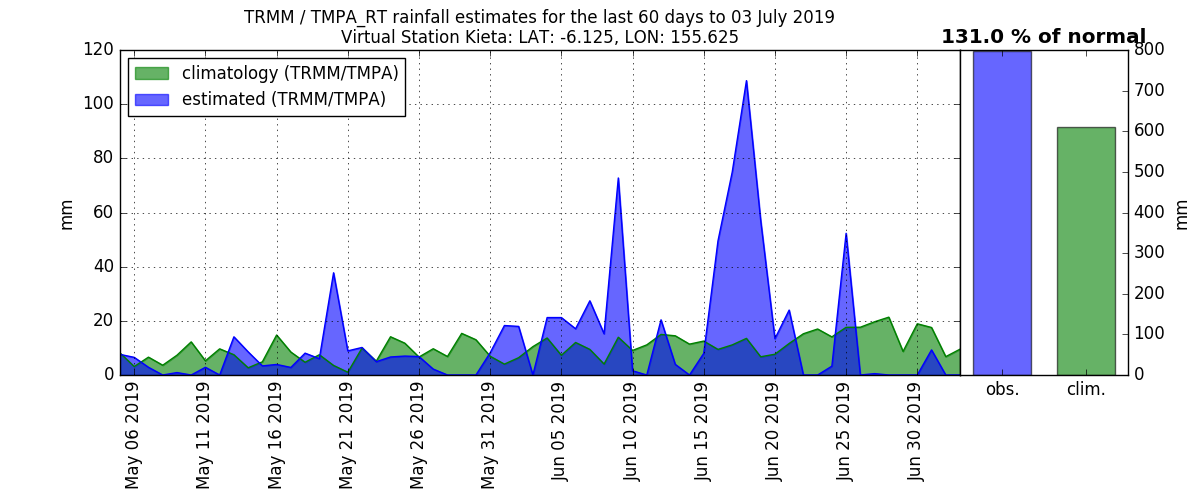 TRMM / TMPA_RT rainfall estimates for the last 60 days to 03 July 2019
Virtual Station Kieta: LAT: -6.125, LON: 155.625
131.0 % of normal
climatology (TRMM/TMPA)
estimated (TRMM/TMPA)
mm
120
100
80
60
40
20
0
May 06 2019
May 11 2019
May 16 2019
May 21 2019
May 26 2019
May 31 2019
Jun 05 2019
Jun 10 2019
Jun 15 2019
Jun 20 2019
Jun 25 2019
Jun 30 2019
obs.
clim.
800
700
600
500
400
300
200
100
0
mm